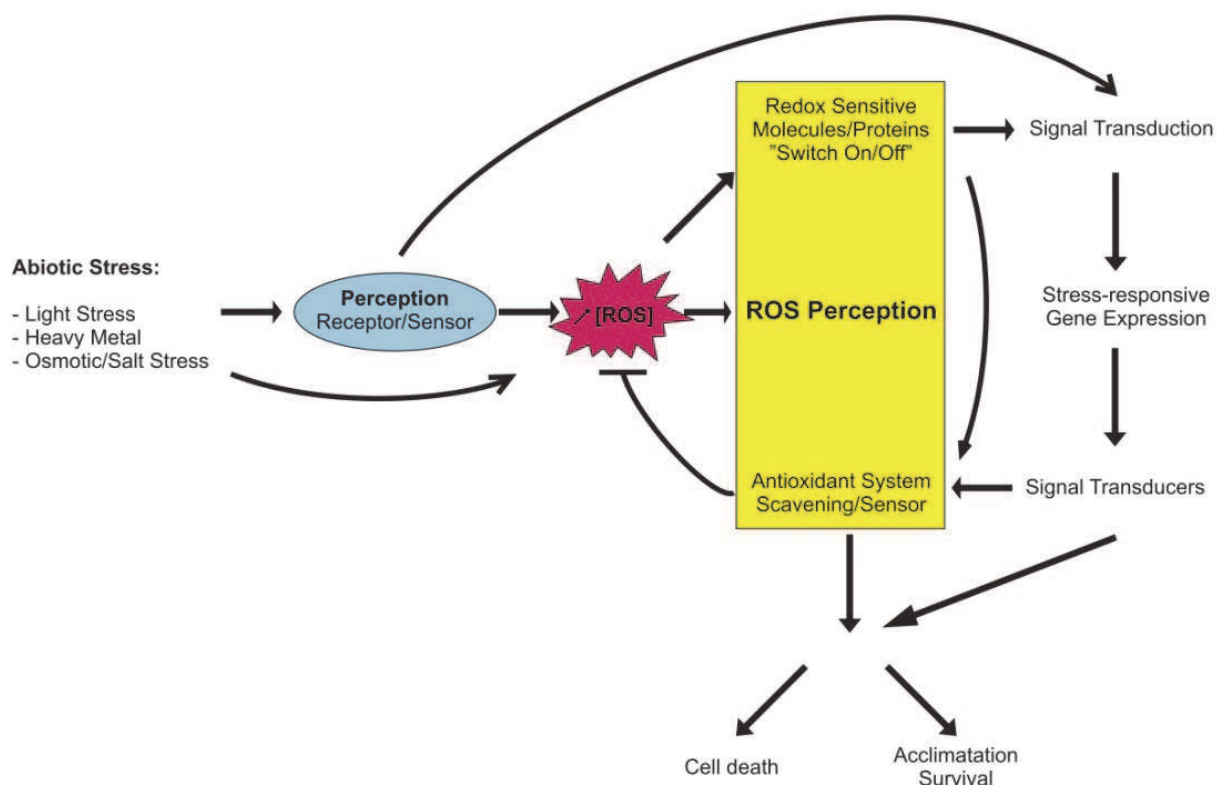 Redox Sensitive
Molecules/Proteins
"Switch On/Off"
Signal Transduction
Abiotic Stress:
- Light Stress
- Heavy Metal
- Osmotic/Salt Stress
Perception
Receptor/Sensor
[ROS]
ROS Perception
Stress-responsive
Gene Expression
Antioxidant System
Scavening/Sensor
Signal Transducers
Cell death
Acclimatation
Survival